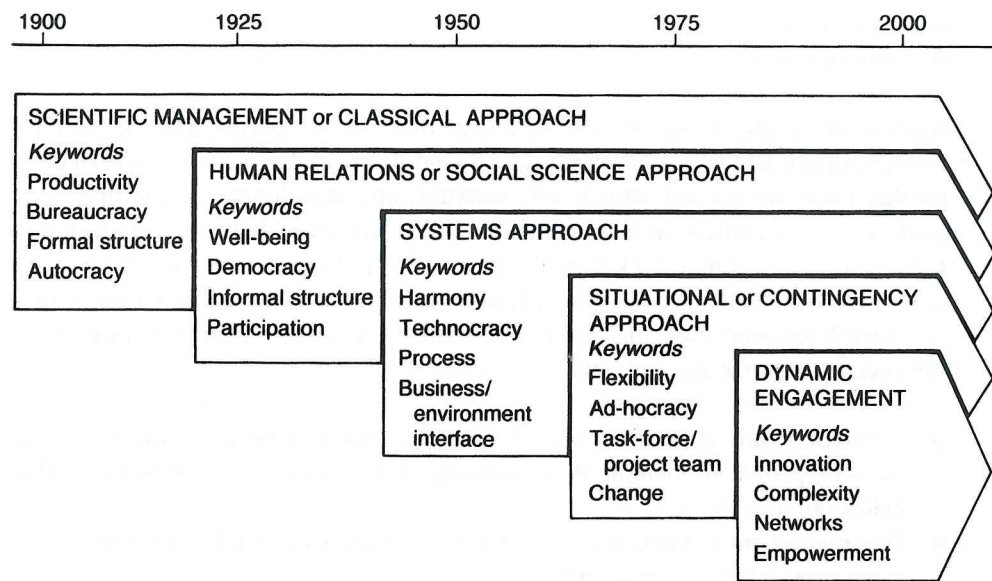 1900 1925 1950 1975 2000
SCIENTIFIC MANAGEMENT or CLASSICAL APPROACH
Keywords
Productivity
Bureaucracy
Formal structure
Autocracy
HUMAN RELATIONS or SOCIAL SCIENCE APPROACH
Keywords
Well-being
Democracy
Informal structure
Participation
SYSTEMS APPROACH
Keywords
Harmony
Technocracy
Process
Business/
environment
interface
SITUATIONAL or CONTINGENCY
APPROACH
Keywords
Flexibility
Ad-hocracy
Task-force/
project team
Change
DYNAMIC
ENGAGEMENT
Keywords
Innovation
Complexity
Networks
Empowerment